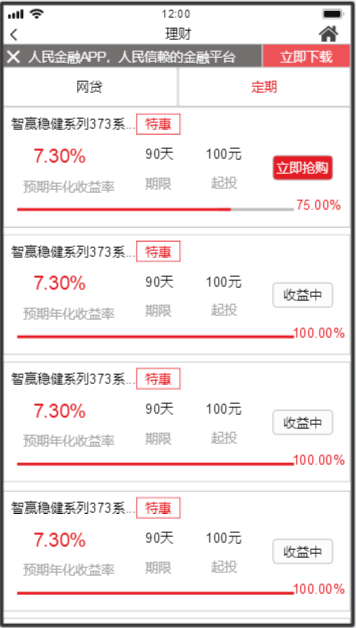 12:00
理财
人民金融APP，人民信赖的金融平台 立即下载
网贷 定期
智赢稳健系列373系... 特惠
7.30% 90天 100元 立即抢购
预期年化收益率 期限 起投
75.00%
智赢稳健系列373系... 特惠
7.30% 90天 100元 收益中
预期年化收益率 期限 起投
100.00%
智赢稳健系列373系... 特惠
7.30% 90天 100元 收益中
预期年化收益率 期限 起投
100.00%
智赢稳健系列373系... 特惠
7.30% 90天 100元 收益中
预期年化收益率 期限 起投
100.00%